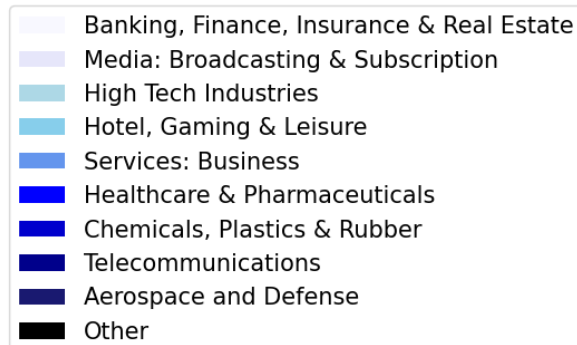 Banking, Finance, Insurance & Real Estate
Media: Broadcasting & Subscription
High Tech Industries
Hotel, Gaming & Leisure
Services: Business
Healthcare & Pharmaceuticals
Chemicals, Plastics & Rubber
Telecommunications
Aerospace and Defense
Other